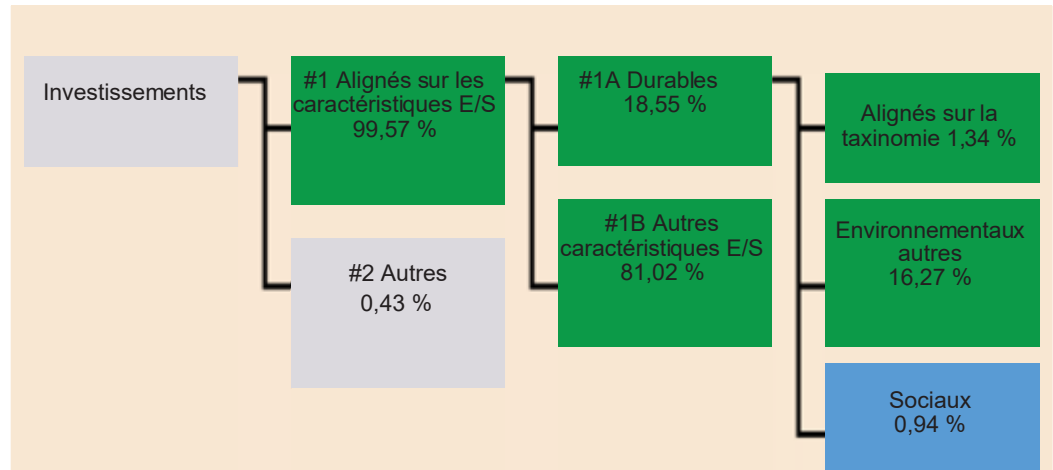 Investissements
#1 Alignés sur les
caractéristiques E/S
99,57 %
#2 Autres
0,43 %
#1A Durables
18,55 %
#1B Autres
caractéristiques E/S
81,02 %
Alignés sur la
taxinomie 1,34 %
Environnementaux
autres
16,27 %
Sociaux
0,94 %